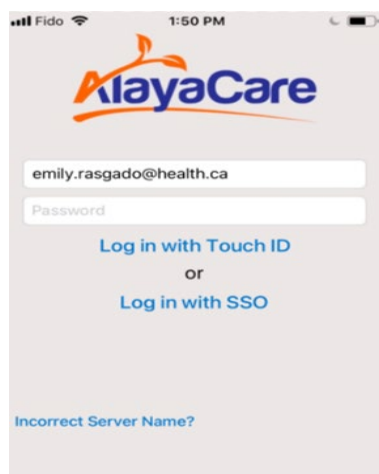 Fido 1:50 PM
AlayaCare
emily.rasgado@health.ca
Password
Log in with Touch ID
or
Log in with SSO
Incorrect Server Name?